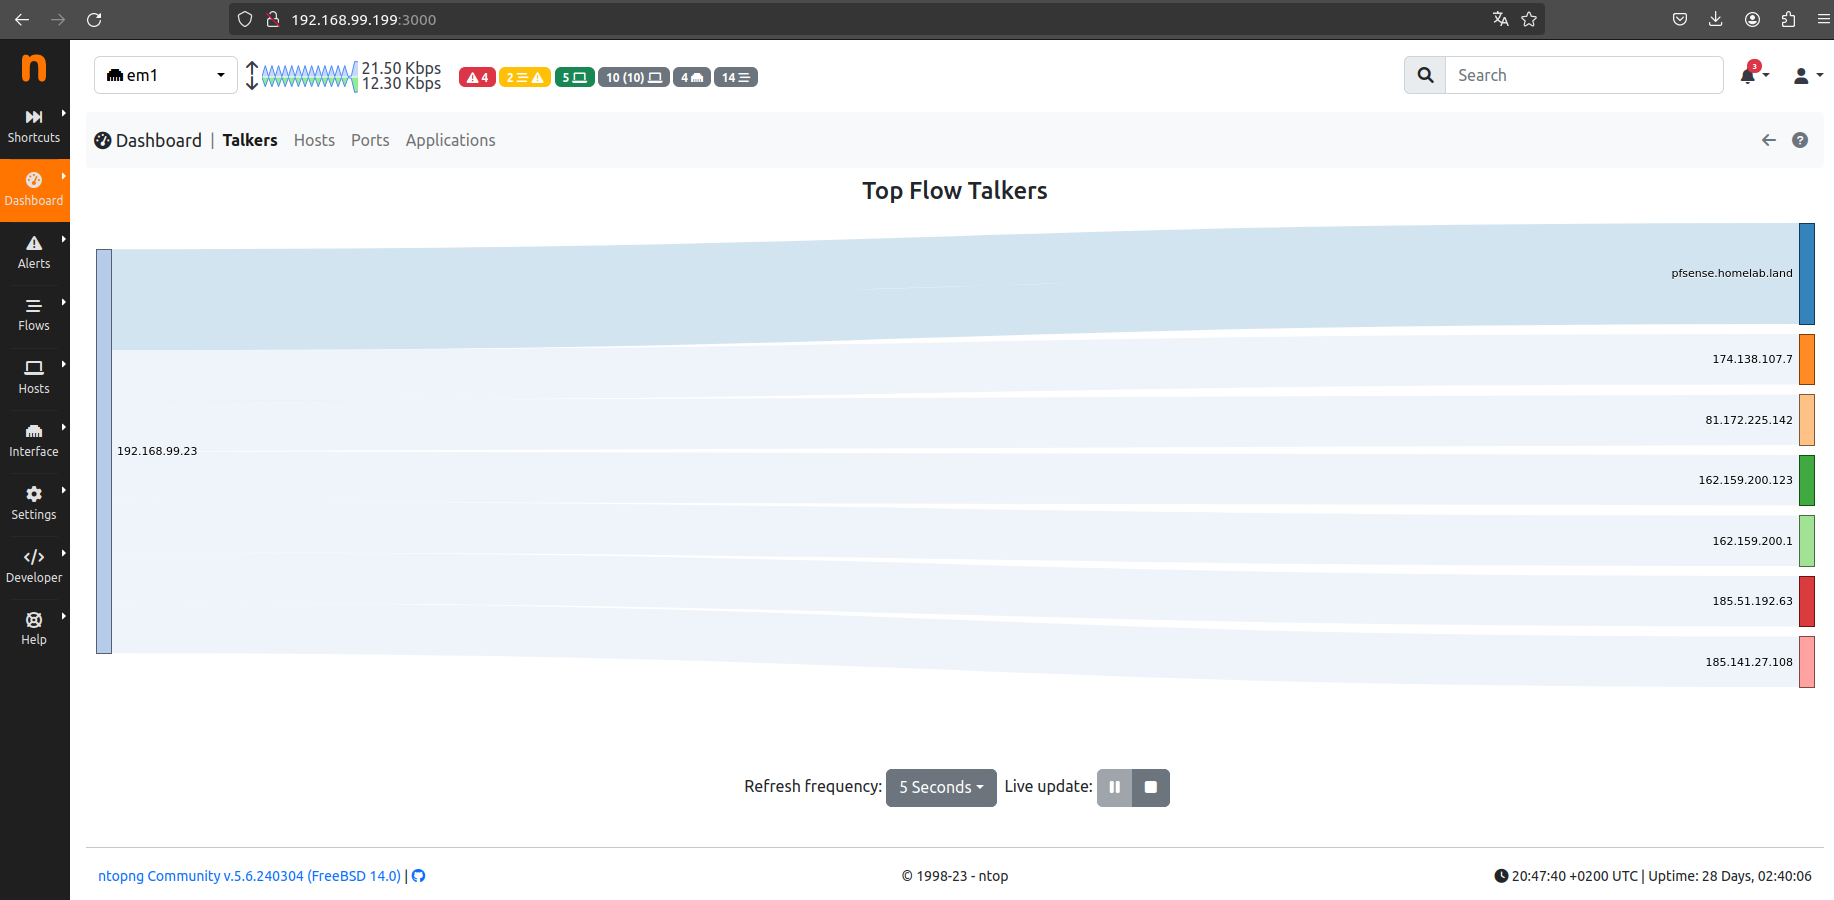 192.168.99.199:3000
em1
21.50 Kbps
12.30 Kbps
4
2
5
10 (10)
4
14
Search
3
Shortcuts
Dashboard
Alerts
Flows
Hosts
Interface
Settings
Developer
Help
Dashboard | Talkers Hosts Ports Applications
Top Flow Talkers
192.168.99.23
pfsense.homelab.land
174.138.107.7
81.172.225.142
162.159.200.123
162.159.200.1
185.51.192.63
185.141.27.108
Refresh frequency: 5 Seconds Live update:
ntopng Community v.5.6.240304 (FreeBSD 14.0) |
© 1998-23 - ntop
20:47:40 +0200 UTC | Uptime: 28 Days, 02:40:06